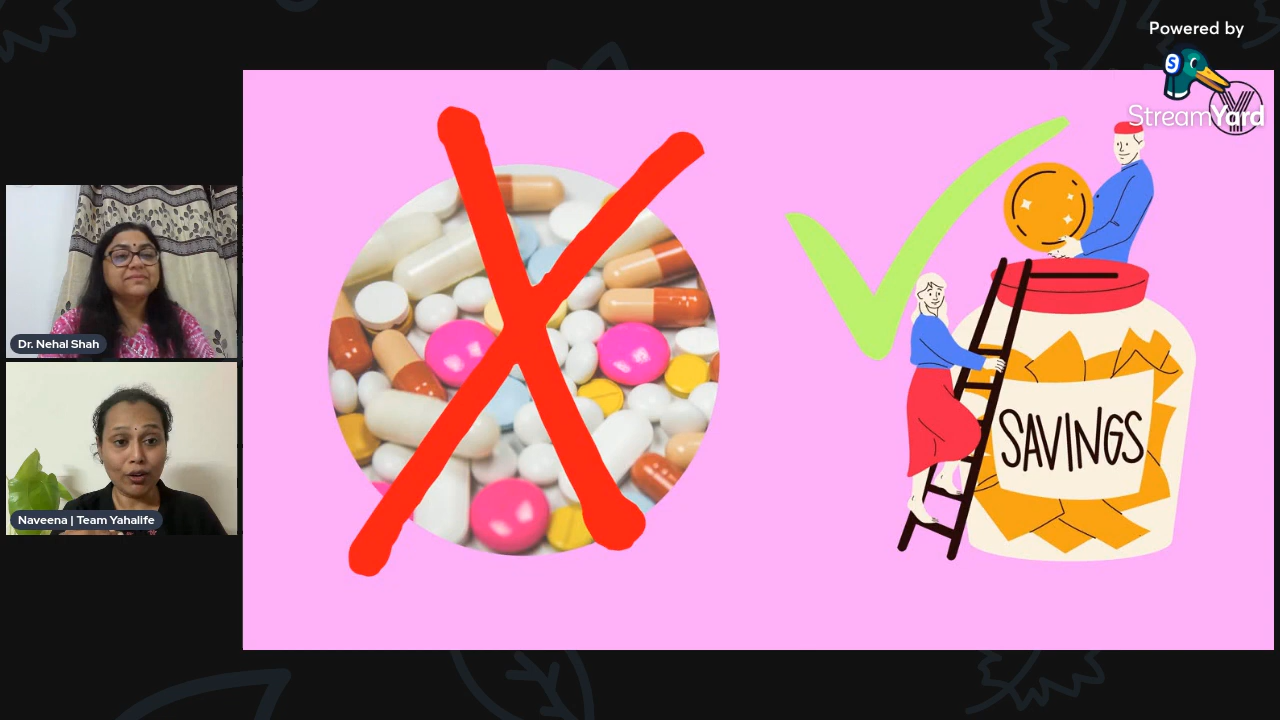 Powered by
S
StreamYard
Dr. Nehal Shah
Naveena | Team Yahalife
SAVINGS